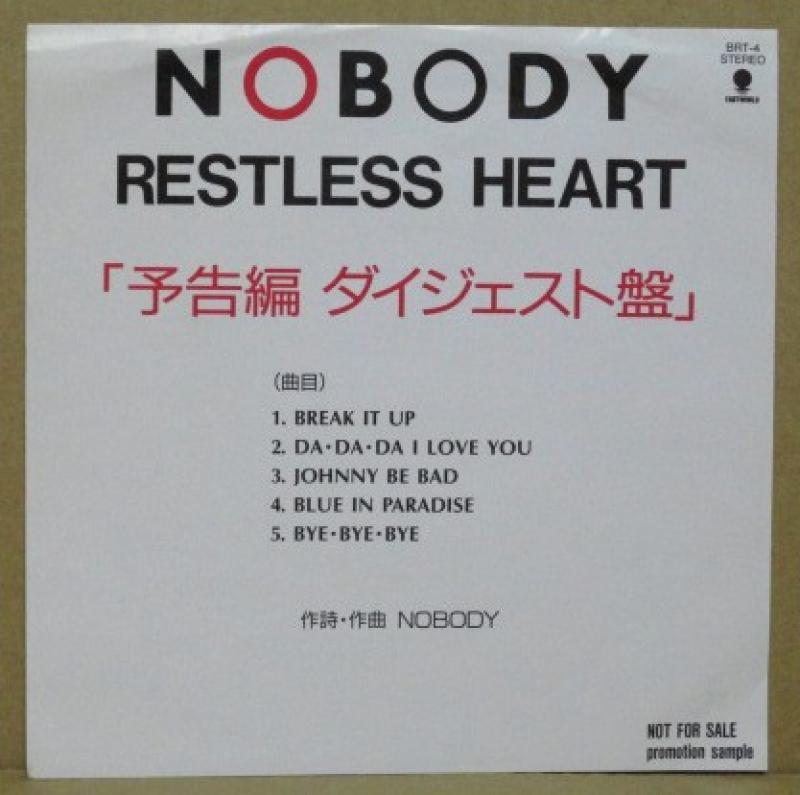 NOBODY
BRT-4
STEREO
EASTWORLD
RESTLESS HEART
「予告編 ダイジェスト盤」
（曲目）
1. BREAK IT UP
2. DA・DA・DA I LOVE YOU
3. JOHNNY BE BAD
4. BLUE IN PARADISE
5. BYE・BYE・BYE
作詩・作曲 NOBODY
NOT FOR SALE
promotion sample